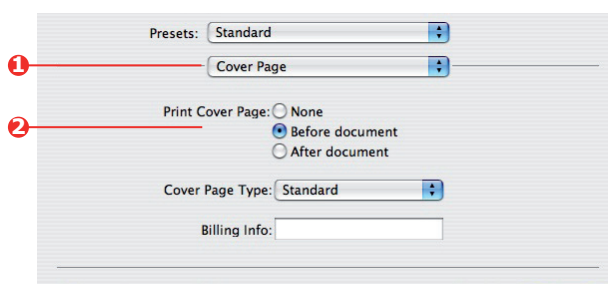 Presets: Standard
1 Cover Page
Print Cover Page: None
2 Before document
After document
Cover Page Type: Standard
Billing Info: